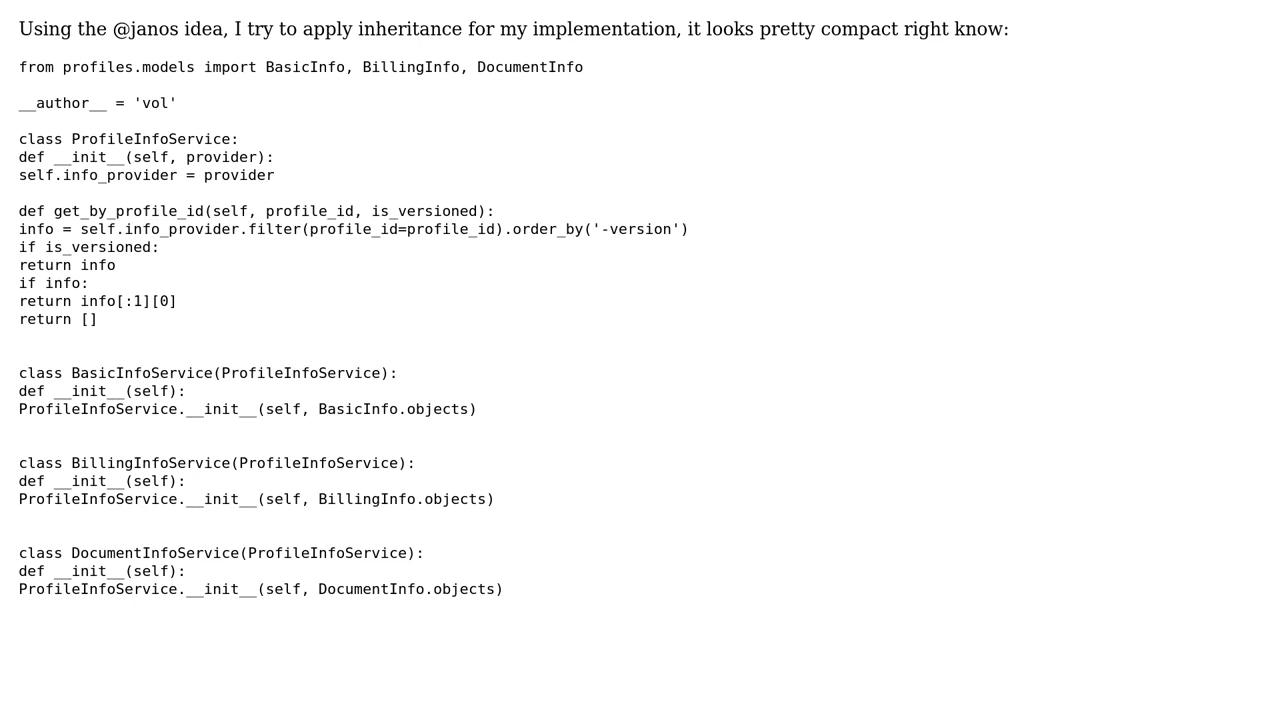 Using the @janos idea, I try to apply inheritance for my implementation, it looks pretty compact right know:
from profiles.models import BasicInfo, BillingInfo, DocumentInfo
__author__ = 'vol'
class ProfileInfoService:
def __init__(self, provider):
self.info_provider = provider
def get_by_profile_id(self, profile_id, is_versioned):
info = self.info_provider.filter(profile_id=profile_id).order_by('-version')
if is_versioned:
return info
if info:
return info[:1][0]
return []
class BasicInfoService(ProfileInfoService):
def __init__(self):
ProfileInfoService.__init__(self, BasicInfo.objects)
class BillingInfoService(ProfileInfoService):
def __init__(self):
ProfileInfoService.__init__(self, BillingInfo.objects)
class DocumentInfoService(ProfileInfoService):
def __init__(self):
ProfileInfoService.__init__(self, DocumentInfo.objects)